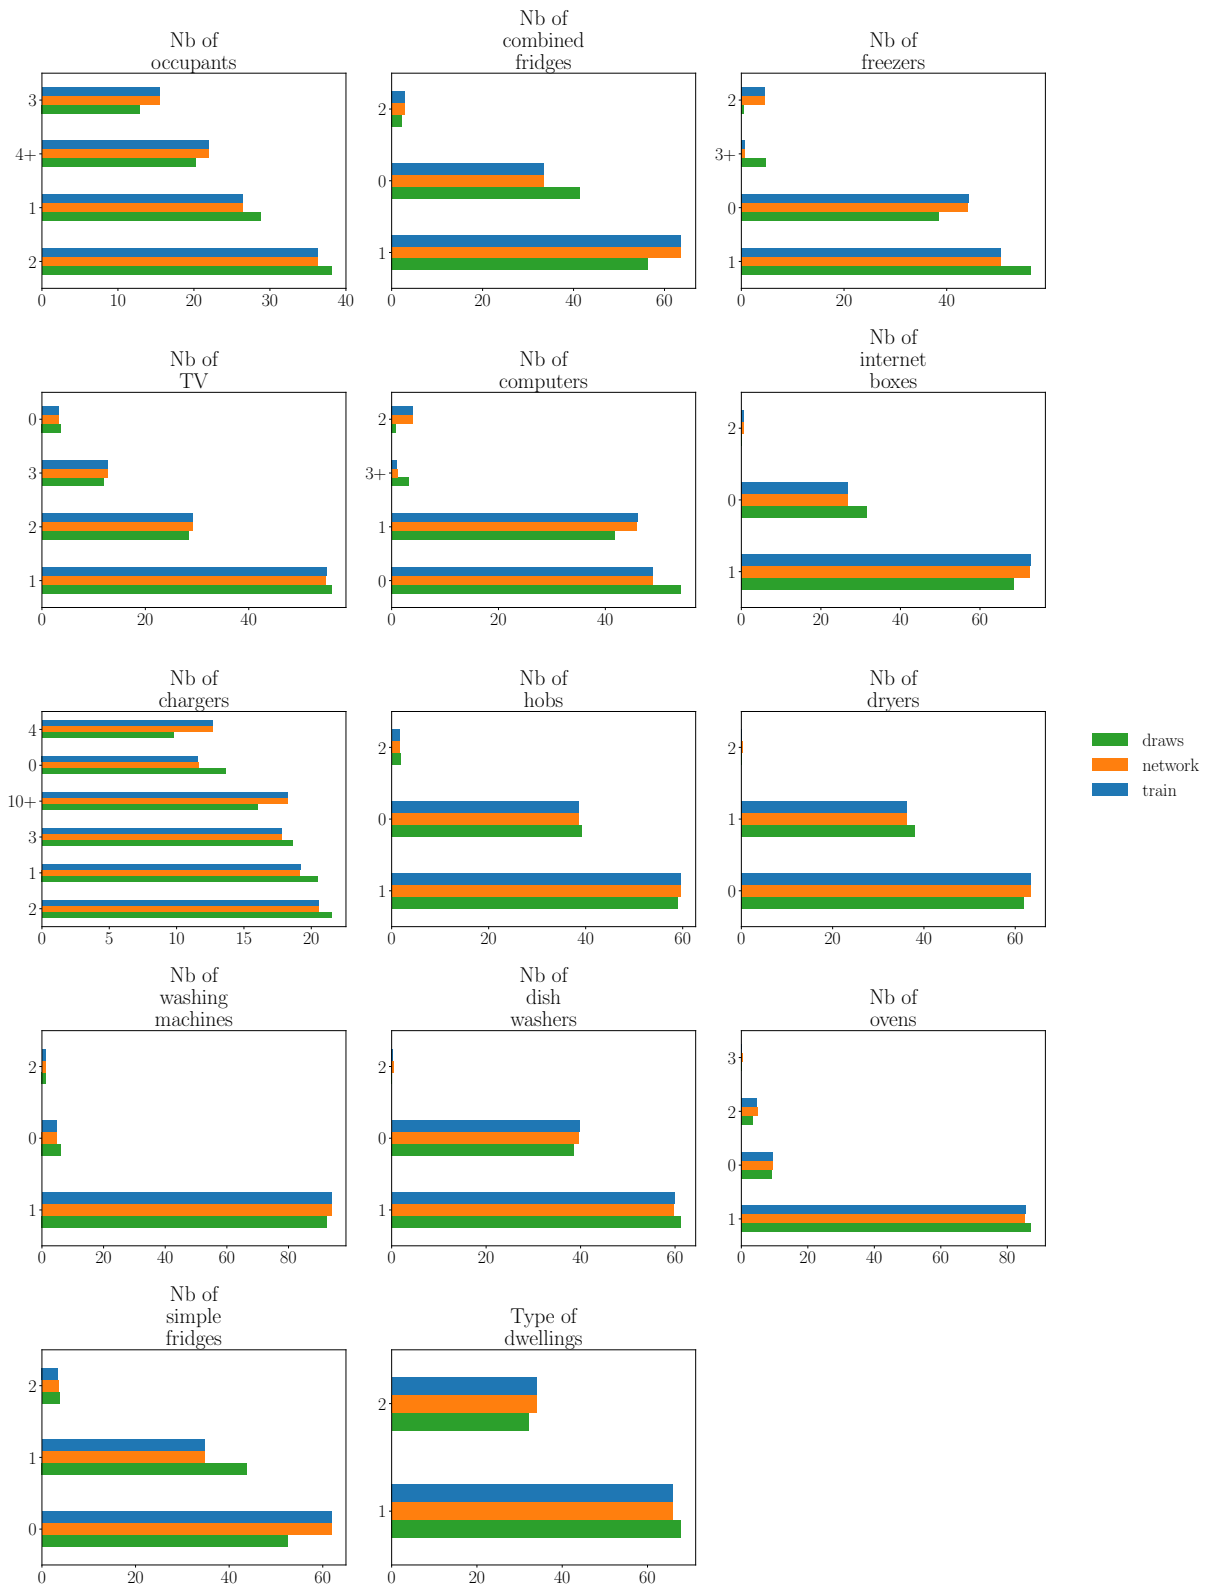 Nb of
occupants
3
4+
1
2
0 10 20 30 40
Nb of
combined
fridges
2
0
1
0 20 40 60
Nb of
freezers
2
3+
0
1
0 20 40
Nb of
TV
0
3
2
1
0 20 40
Nb of
computers
2
3+
1
0
0 20 40
Nb of
internet
boxes
2
0
1
0 20 40 60
Nb of
chargers
4
0
10+
3
1
2
0 5 10 15 20
Nb of
hobs
2
0
1
0 20 40 60
Nb of
dryers
2
1
0
0 20 40 60
draws
network
train
Nb of
washing
machines
2
0
1
0 20 40 60 80
Nb of
dish
washers
2
0
1
0 20 40 60
Nb of
ovens
3
2
0
1
0 20 40 60 80
Nb of
simple
fridges
2
1
0
0 20 40 60
Type of
dwellings
2
1
0 20 40 60